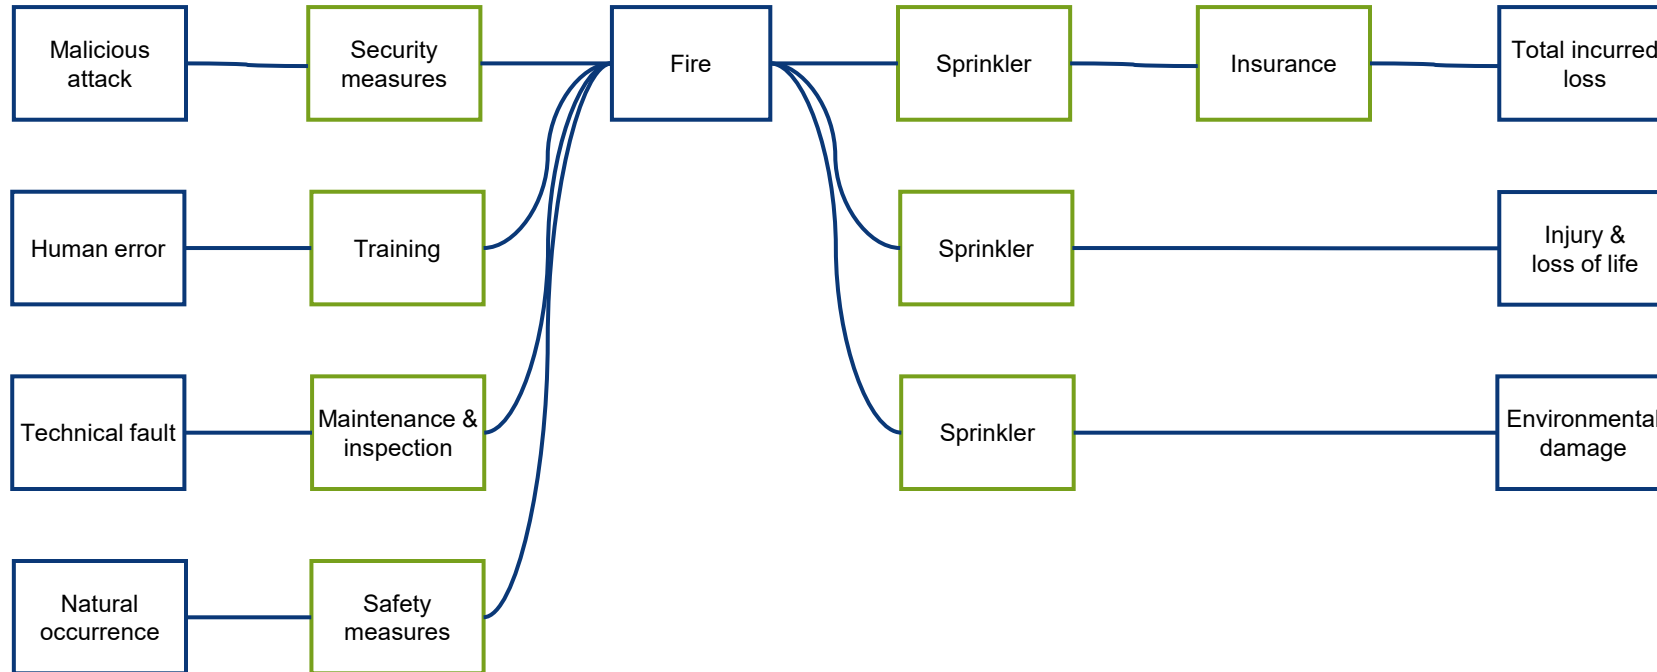 Malicious
attack
Security
measures
Fire
Sprinkler
Insurance
Total incurred
loss
Human error
Training
Sprinkler
Injury &
loss of life
Technical fault
Maintenance &
inspection
Sprinkler
Environmental
damage
Natural
occurrence
Safety
measures